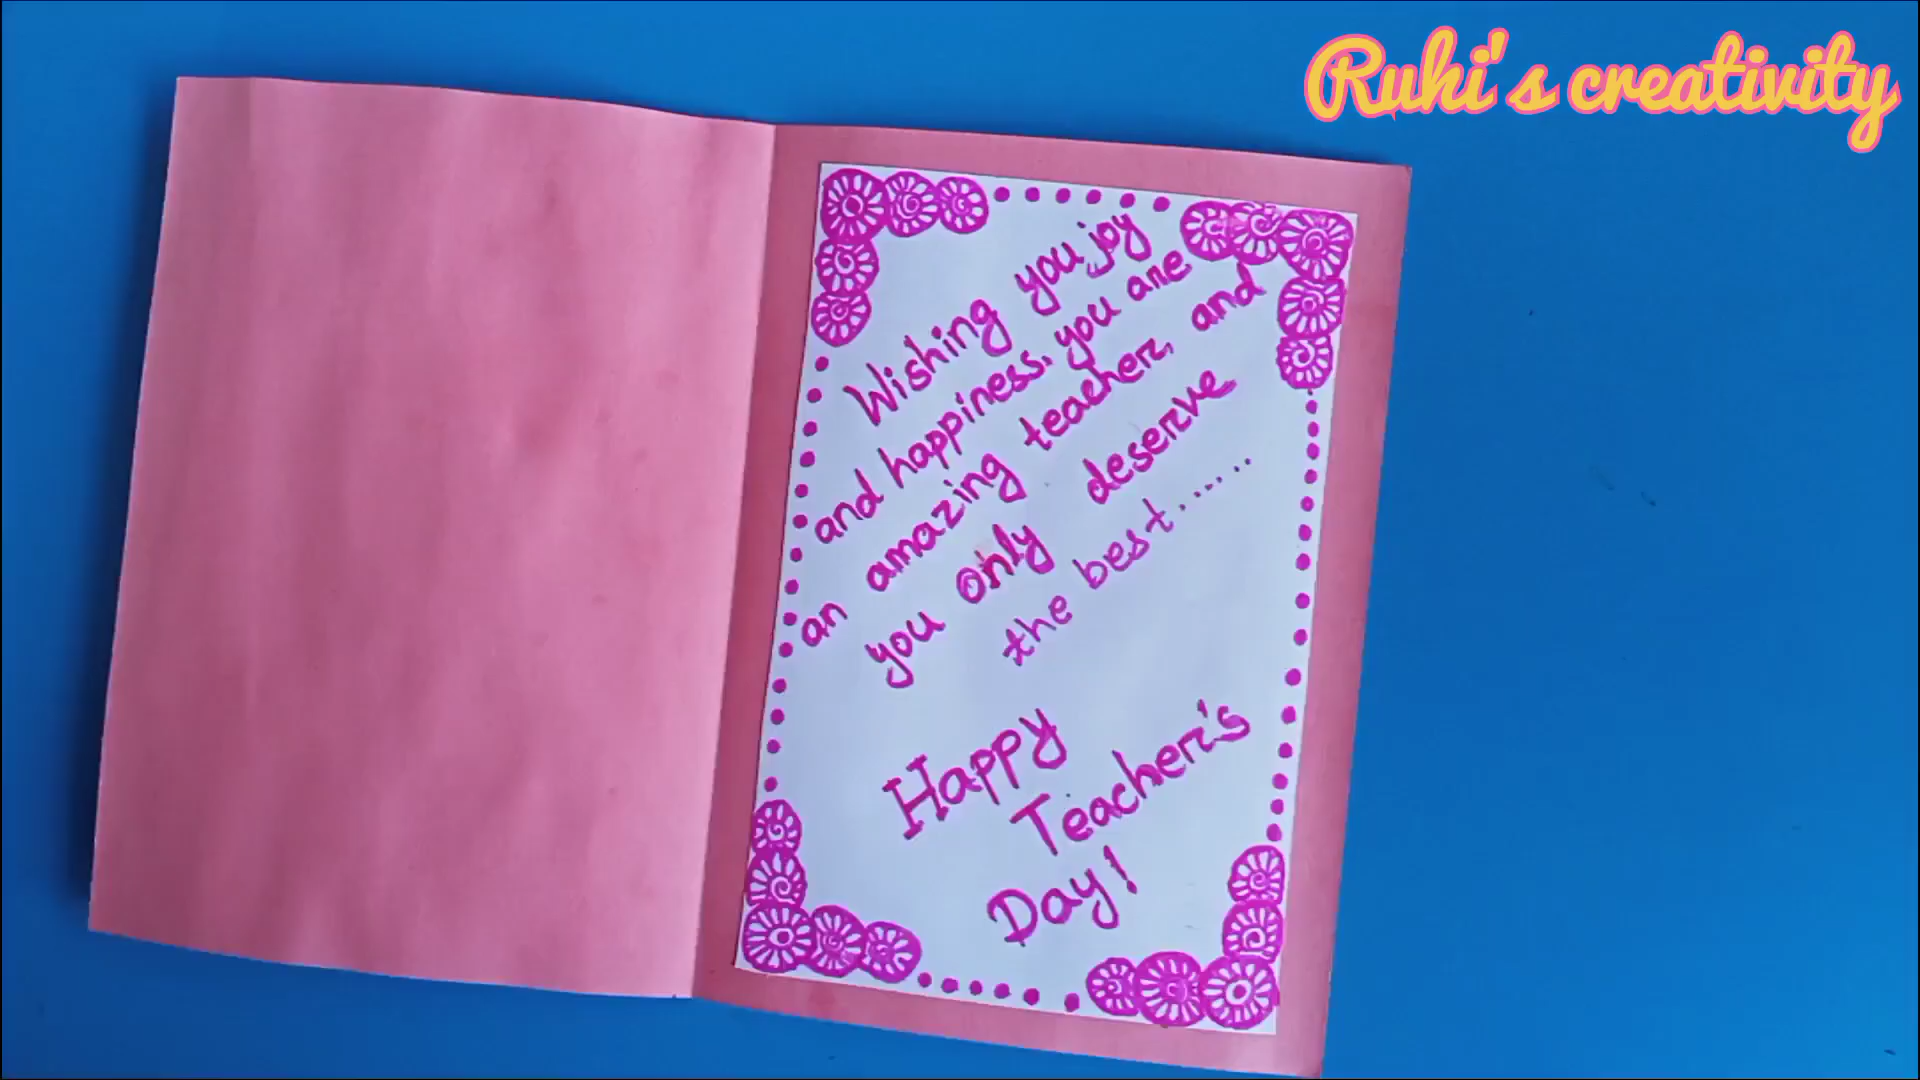 Ruhi's creativity
Wishing you joy
and happiness. you are
an amazing teacher, and
you only deserve
the best......
Happy
Teacher's
Day!